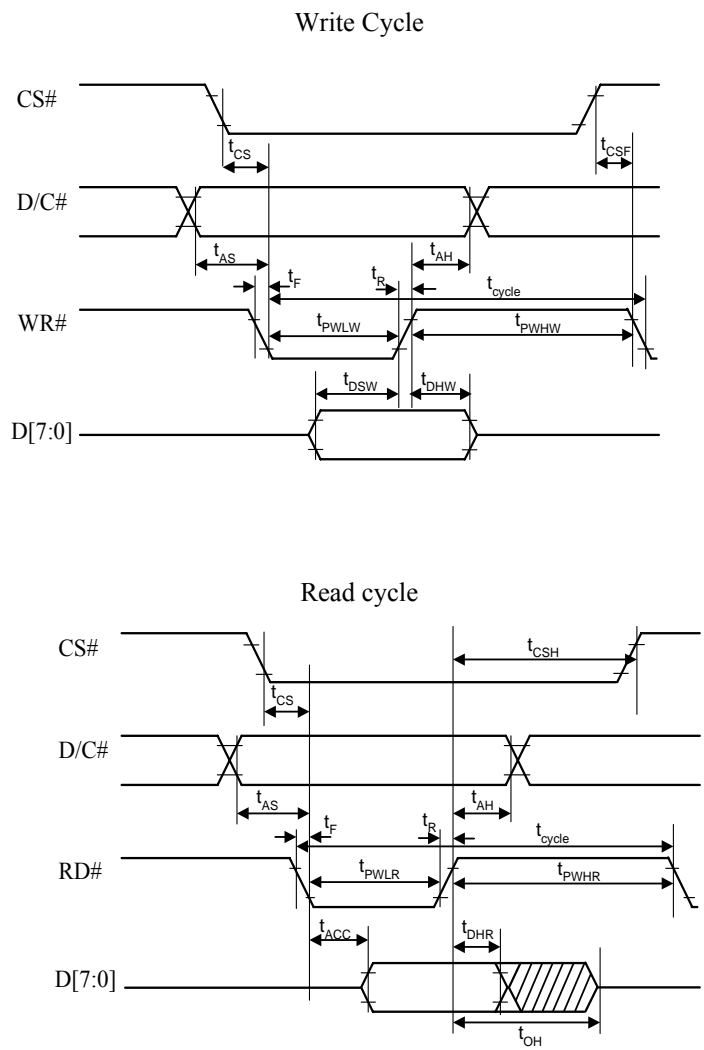 Write Cycle
CS#
tCS
tCSF
D/C#
tAS
tAH
tF
tR
tcycle
WR#
tPWLW
tPWHW
tDSW
tDHW
D[7:0]
Read cycle
CS#
tCSH
tCS
D/C#
tAS
tAH
tF
tR
tcycle
RD#
tPWLR
tPWHR
tACC
tDHR
D[7:0]
tOH